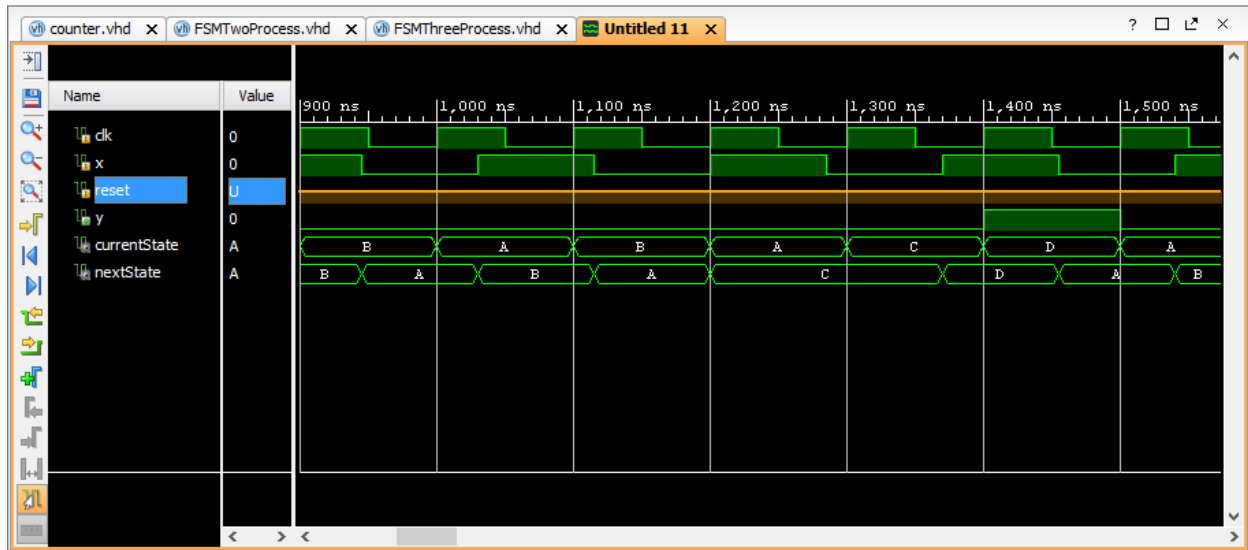 counter.vhd FSMTwoProcess.vhd FSMThreeProcess.vhd Untitled 11
Name Value
900 ns 1,000 ns 1,100 ns 1,200 ns 1,300 ns 1,400 ns 1,500 ns
clk 0
x 0
reset U
y 0
currentState A B A B A C D A
nextState A B A B A C D A B